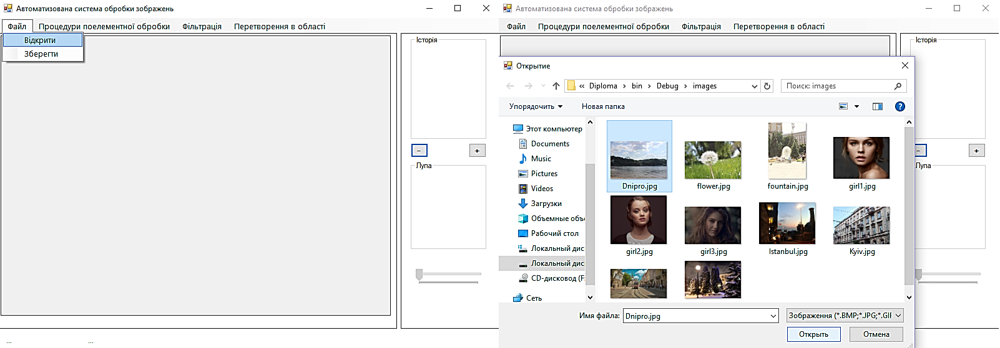 Автоматизована система обробки зображень
Файл Процедури поелементної обробки Фільтрація Перетворення в області
Відкрити
Зберегти
Історія
- +
Лупа
... ...
Автоматизована система обробки зображень
Файл Процедури поелементної обробки Фільтрація Перетворення в області
Історія
- +
Лупа
Открытие
« Diploma › bin › Debug › images
Поиск: images
Упорядочить Новая папка
Этот компьютер
Documents
Music
Pictures
Videos
Загрузки
Объемные объ
Рабочий стол
Локальный дис
Локальный дис
CD-дисковод (F:
Сеть
Dnipro.jpg flower.jpg fountain.jpg girl1.jpg
girl2.jpg girl3.jpg Istanbul.jpg Kyiv.jpg
Имя файла: Dnipro.jpg Зображення (*.BMP;*.JPG;*.GIF
Открыть Отмена